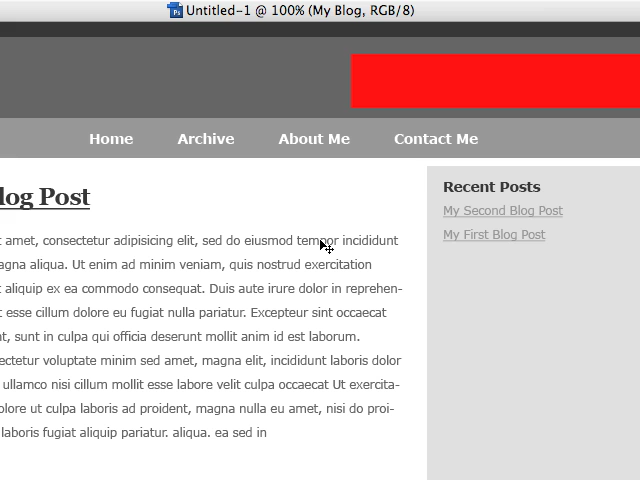 Untitled-1 @ 100% (My Blog, RGB/8)
Home Archive About Me Contact Me
log Post
Recent Posts
My Second Blog Post
My First Blog Post
t amet, consectetur adipisicing elit, sed do eiusmod tempor incididunt
agna aliqua. Ut enim ad minim veniam, quis nostrud exercitation
t aliquip ex ea commodo consequat. Duis aute irure dolor in reprehen-
t esse cillum dolore eu fugiat nulla pariatur. Excepteur sint occaecat
nt, sunt in culpa qui officia deserunt mollit anim id est laborum.
ectetur voluptate minim sed amet, magna elit, incididunt laboris dolor
ullamco nisi cillum mollit esse labore velit culpa occaecat Ut exercita-
olore ut culpa laboris ad proident, magna nulla eu amet, nisi do proi-
laboris fugiat aliquip pariatur. aliqua. ea sed in